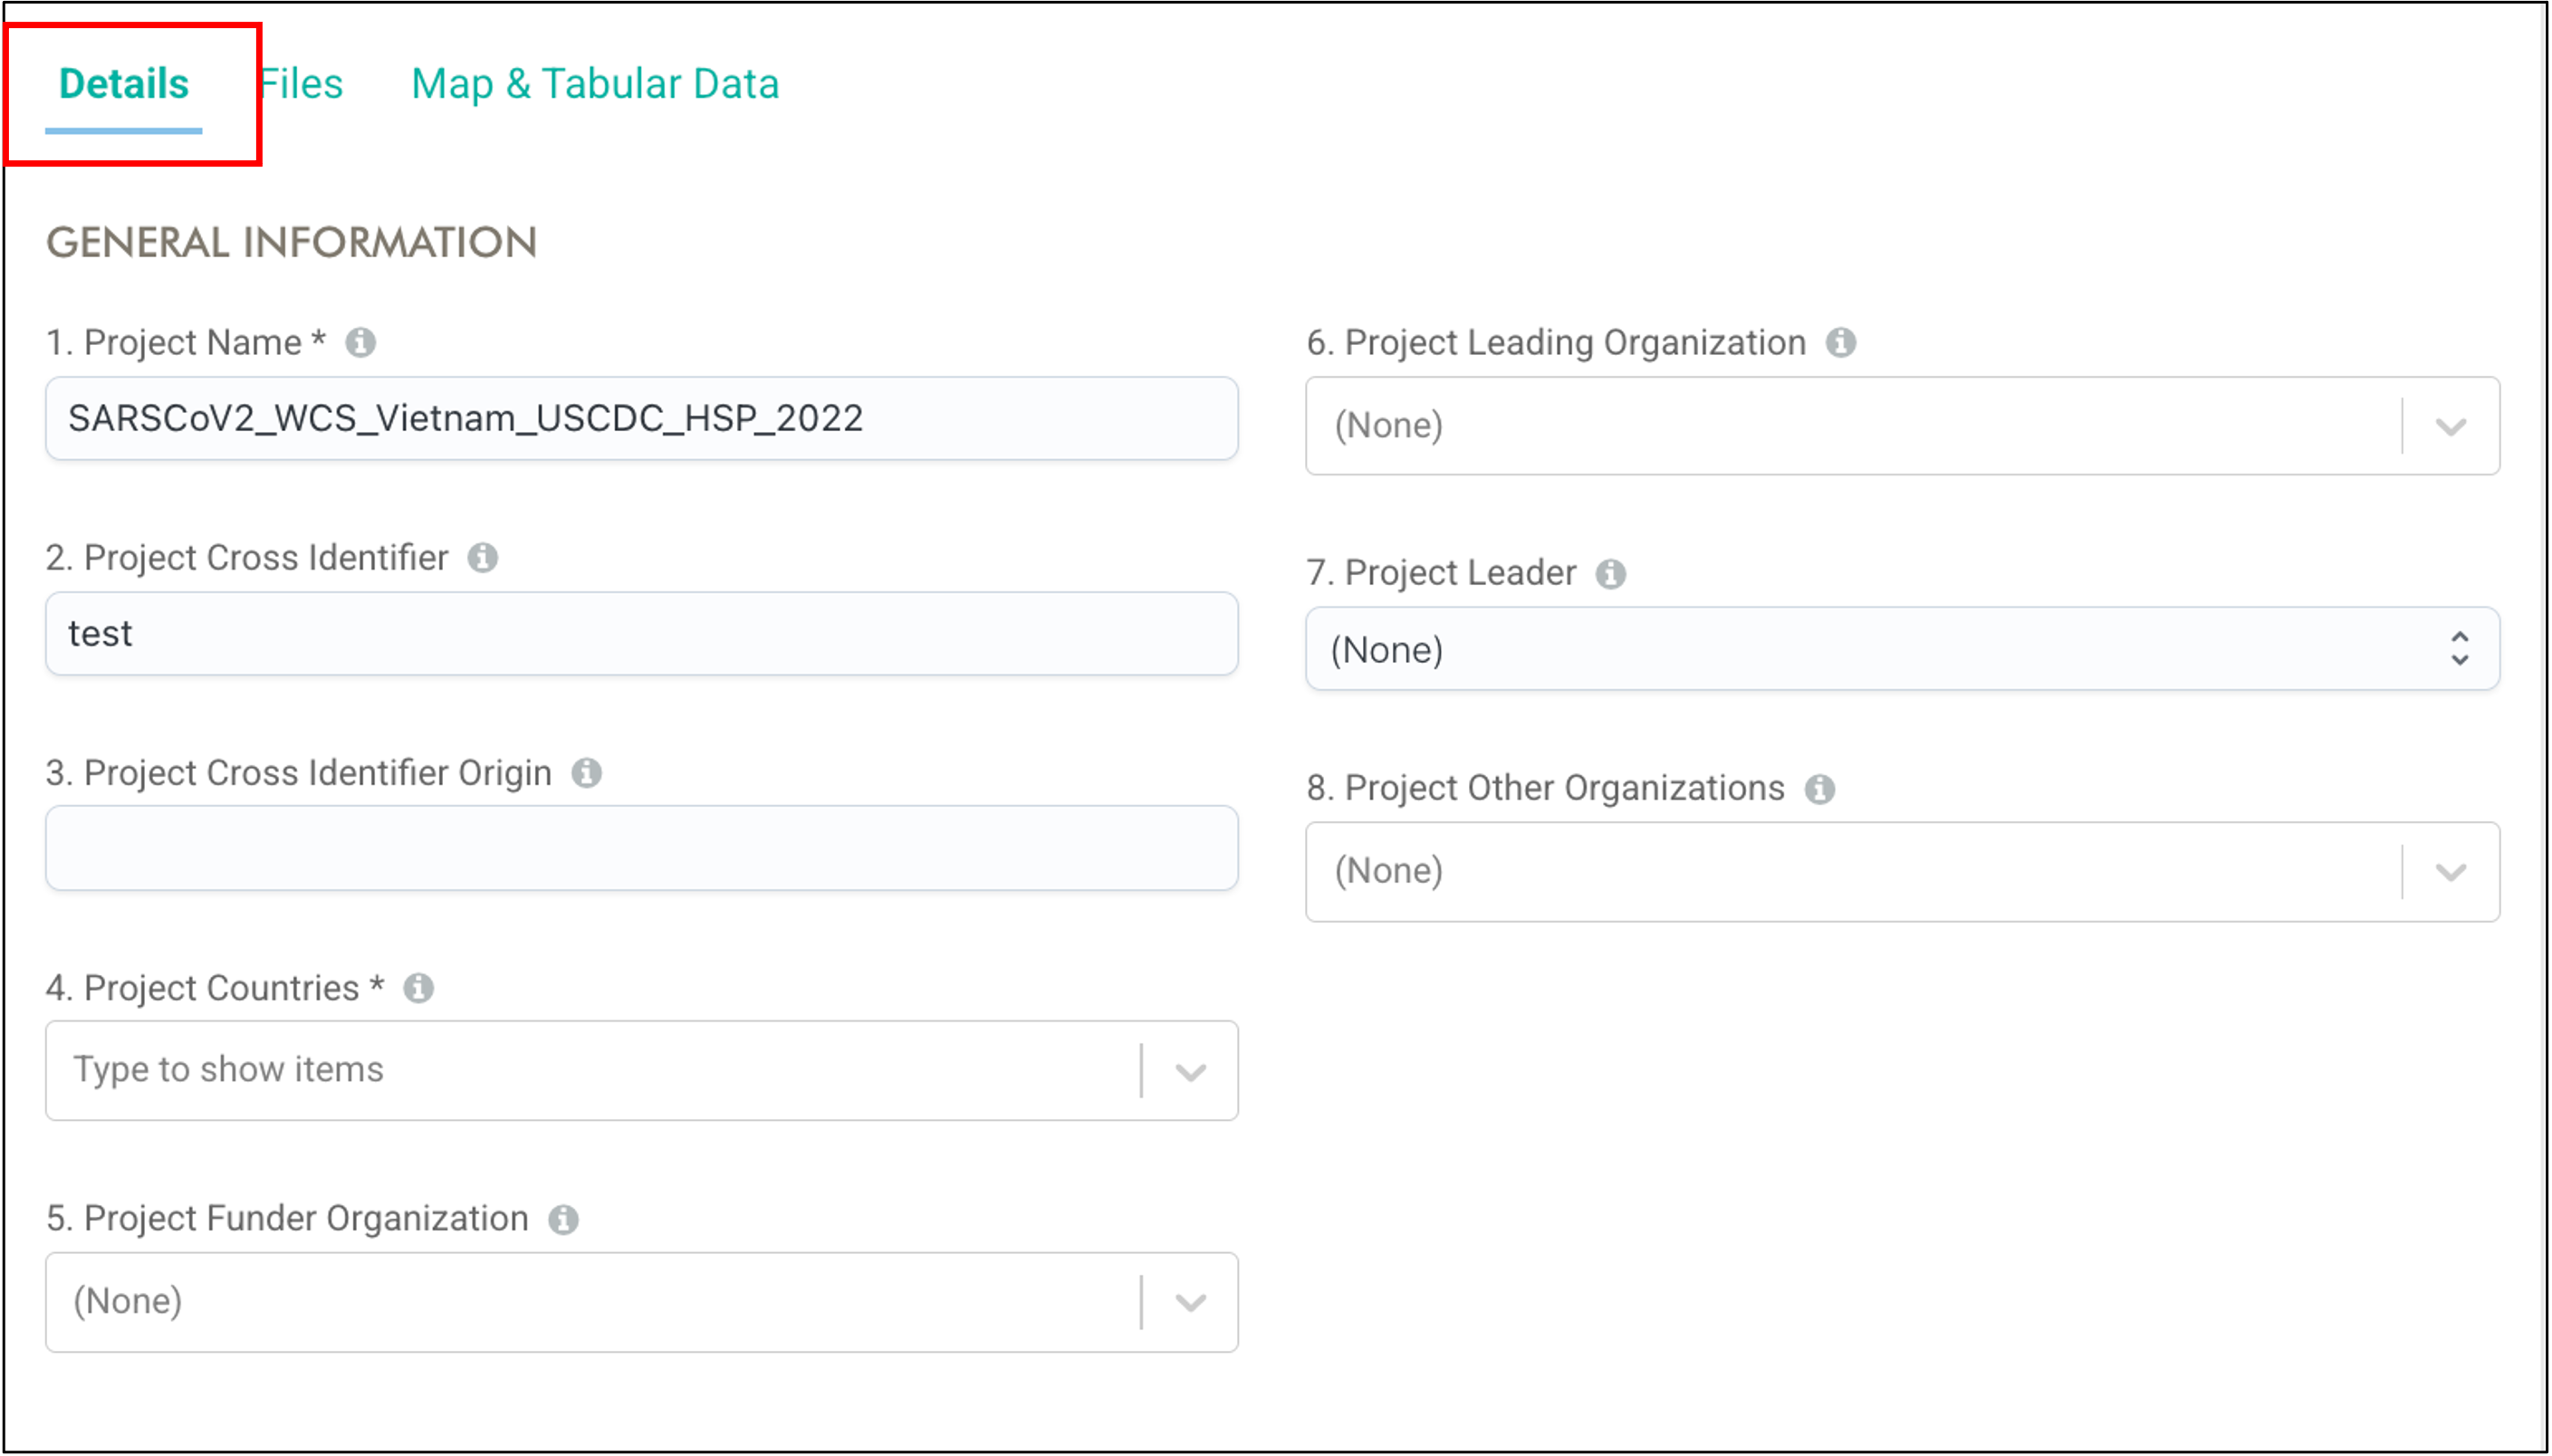 Details Files Map & Tabular Data
GENERAL INFORMATION
1. Project Name *
SARSCoV2_WCS_Vietnam_USCDC_HSP_2022
2. Project Cross Identifier
test
3. Project Cross Identifier Origin
4. Project Countries *
Type to show items
5. Project Funder Organization
(None)
6. Project Leading Organization
(None)
7. Project Leader
(None)
8. Project Other Organizations
(None)